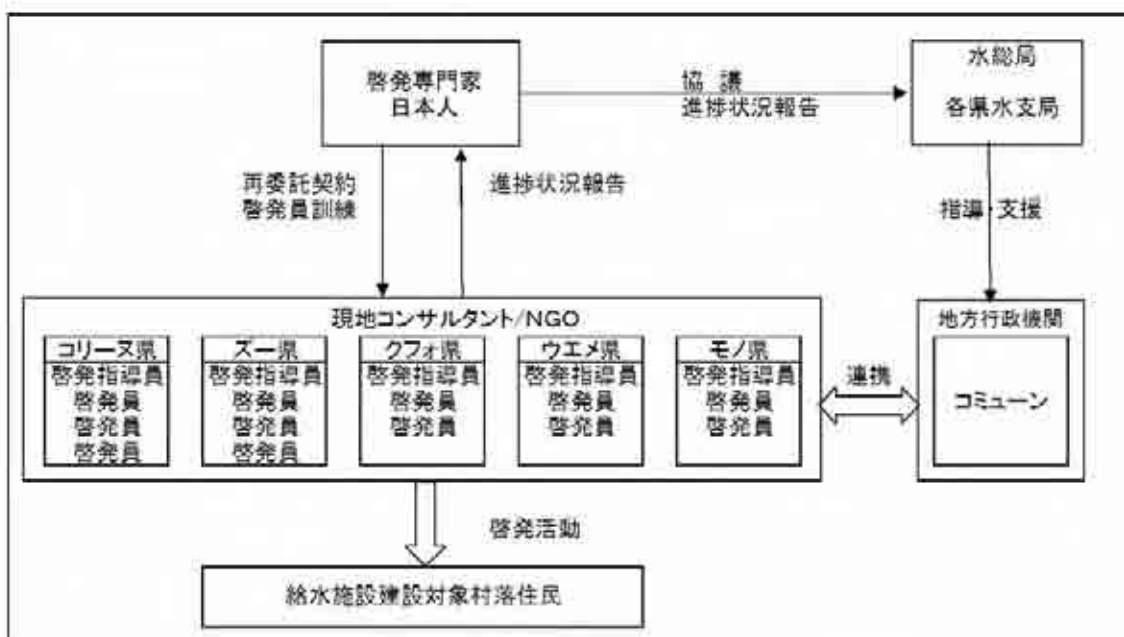 啓発専門家
日本人
協 議
進捗状況報告
水総局
各県水支局
再委託契約
啓発員訓練
進捗状況報告
指導・支援
現地コンサルタント/NGO
コリーヌ県
啓発指導員
啓発員
啓発員
啓発員
ズー県
啓発指導員
啓発員
啓発員
啓発員
クフォ県
啓発指導員
啓発員
啓発員
ウエメ県
啓発指導員
啓発員
啓発員
モノ県
啓発指導員
啓発員
啓発員
連携
地方行政機関
コミューン
啓発活動
給水施設建設対象村落住民